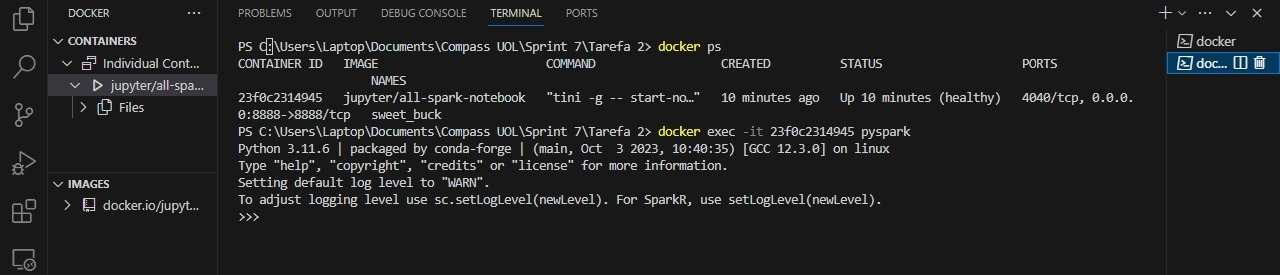 DOCKER
PROBLEMS OUTPUT DEBUG CONSOLE TERMINAL PORTS
CONTAINERS
Individual Cont...
jupyter/all-spa...
Files
IMAGES
docker.io/jupyt...
PS C:\Users\Laptop\Documents\Compass UOL\Sprint 7\Tarefa 2> docker ps
CONTAINER ID IMAGE COMMAND CREATED STATUS PORTS
NAMES
23f0c2314945 jupyter/all-spark-notebook "tini -g -- start-no…" 10 minutes ago Up 10 minutes (healthy) 4040/tcp, 0.0.0.
0:8888->8888/tcp sweet_buck
PS C:\Users\Laptop\Documents\Compass UOL\Sprint 7\Tarefa 2> docker exec -it 23f0c2314945 pyspark
Python 3.11.6 | packaged by conda-forge | (main, Oct 3 2023, 10:40:35) [GCC 12.3.0] on linux
Type "help", "copyright", "credits" or "license" for more information.
Setting default log level to "WARN".
To adjust logging level use sc.setLogLevel(newLevel). For SparkR, use setLogLevel(newLevel).
>>>
docker
doc...